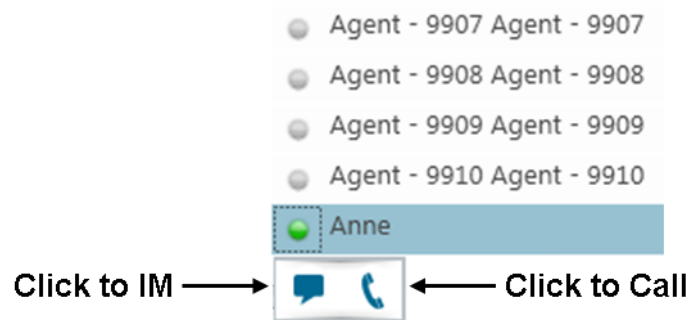 Agent - 9907 Agent - 9907
Agent - 9908 Agent - 9908
Agent - 9909 Agent - 9909
Agent - 9910 Agent - 9910
Anne
Click to IM
Click to Call